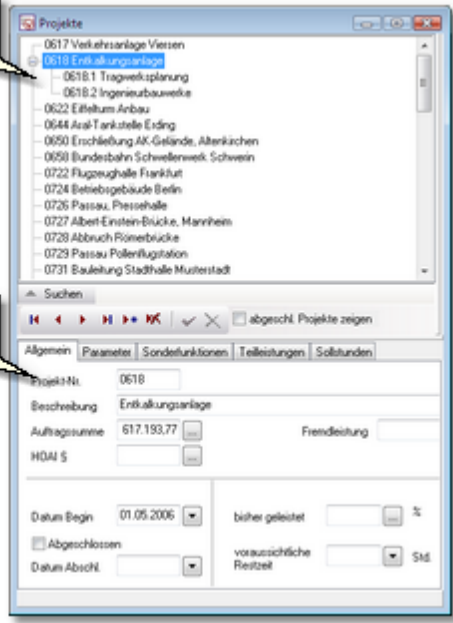 Projekte
0617 Verkehrsanlage Viersen
0618 Entkalkungsanlage
0618.1 Tragwerksplanung
0618.2 Ingenieurbauwerke
0622 Eiffelturm Anbau
0644 Aral-Tankstelle Erding
0650 Erschließung AK-Gelände, Altenkirchen
0658 Bundesbahn Schwellenwerk Schwerin
0722 Flugzeughalle Frankfurt
0724 Betriebsgebäude Berlin
0726 Passau, Pressehalle
0727 Albert-Einstein-Brücke, Mannheim
0728 Abbruch Römerbrücke
0729 Passau Pollenflugstation
0731 Bauleitung Stadthalle Musterstadt
Suchen
abgeschl. Projekte zeigen
Allgemein Parameter Sonderfunktionen Teilleistungen Sollstunden
Projekt-Nr. 0618
Beschreibung Entkalkungsanlage
Auftragssumme 617.193,77 ... Fremdleistung
HOAI § ...
Datum Begin 01.05.2006 bisher geleistet ... %
Abgeschlossen
Datum Abschl. voraussichtliche Restzeit Std.